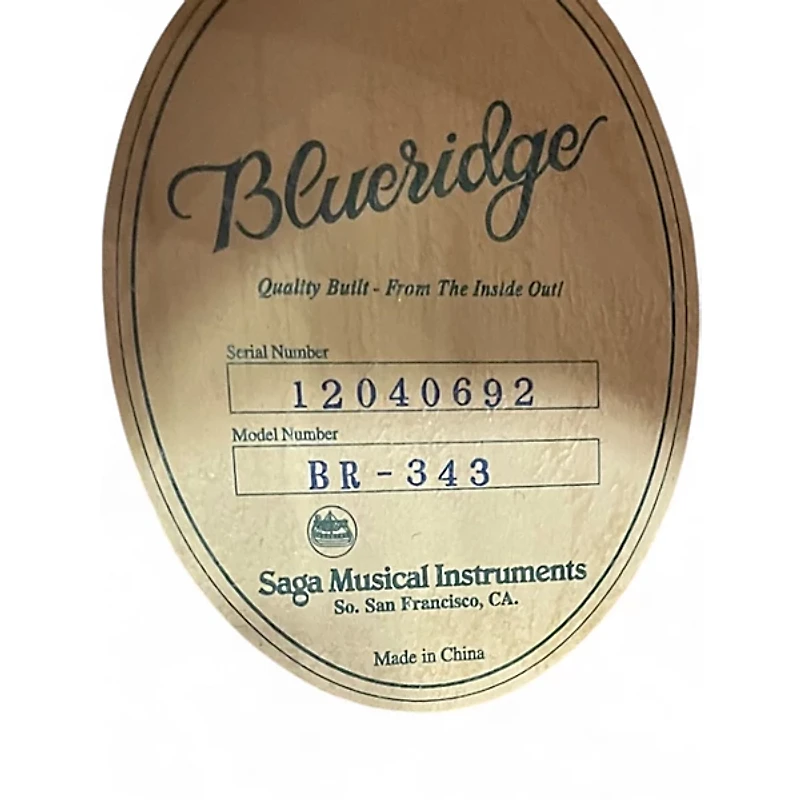 Blueridge
Quality Built - From The Inside Out!
Serial Number
12040692
Model Number
BR-343
Saga Musical Instruments
So. San Francisco, CA.
Made in China